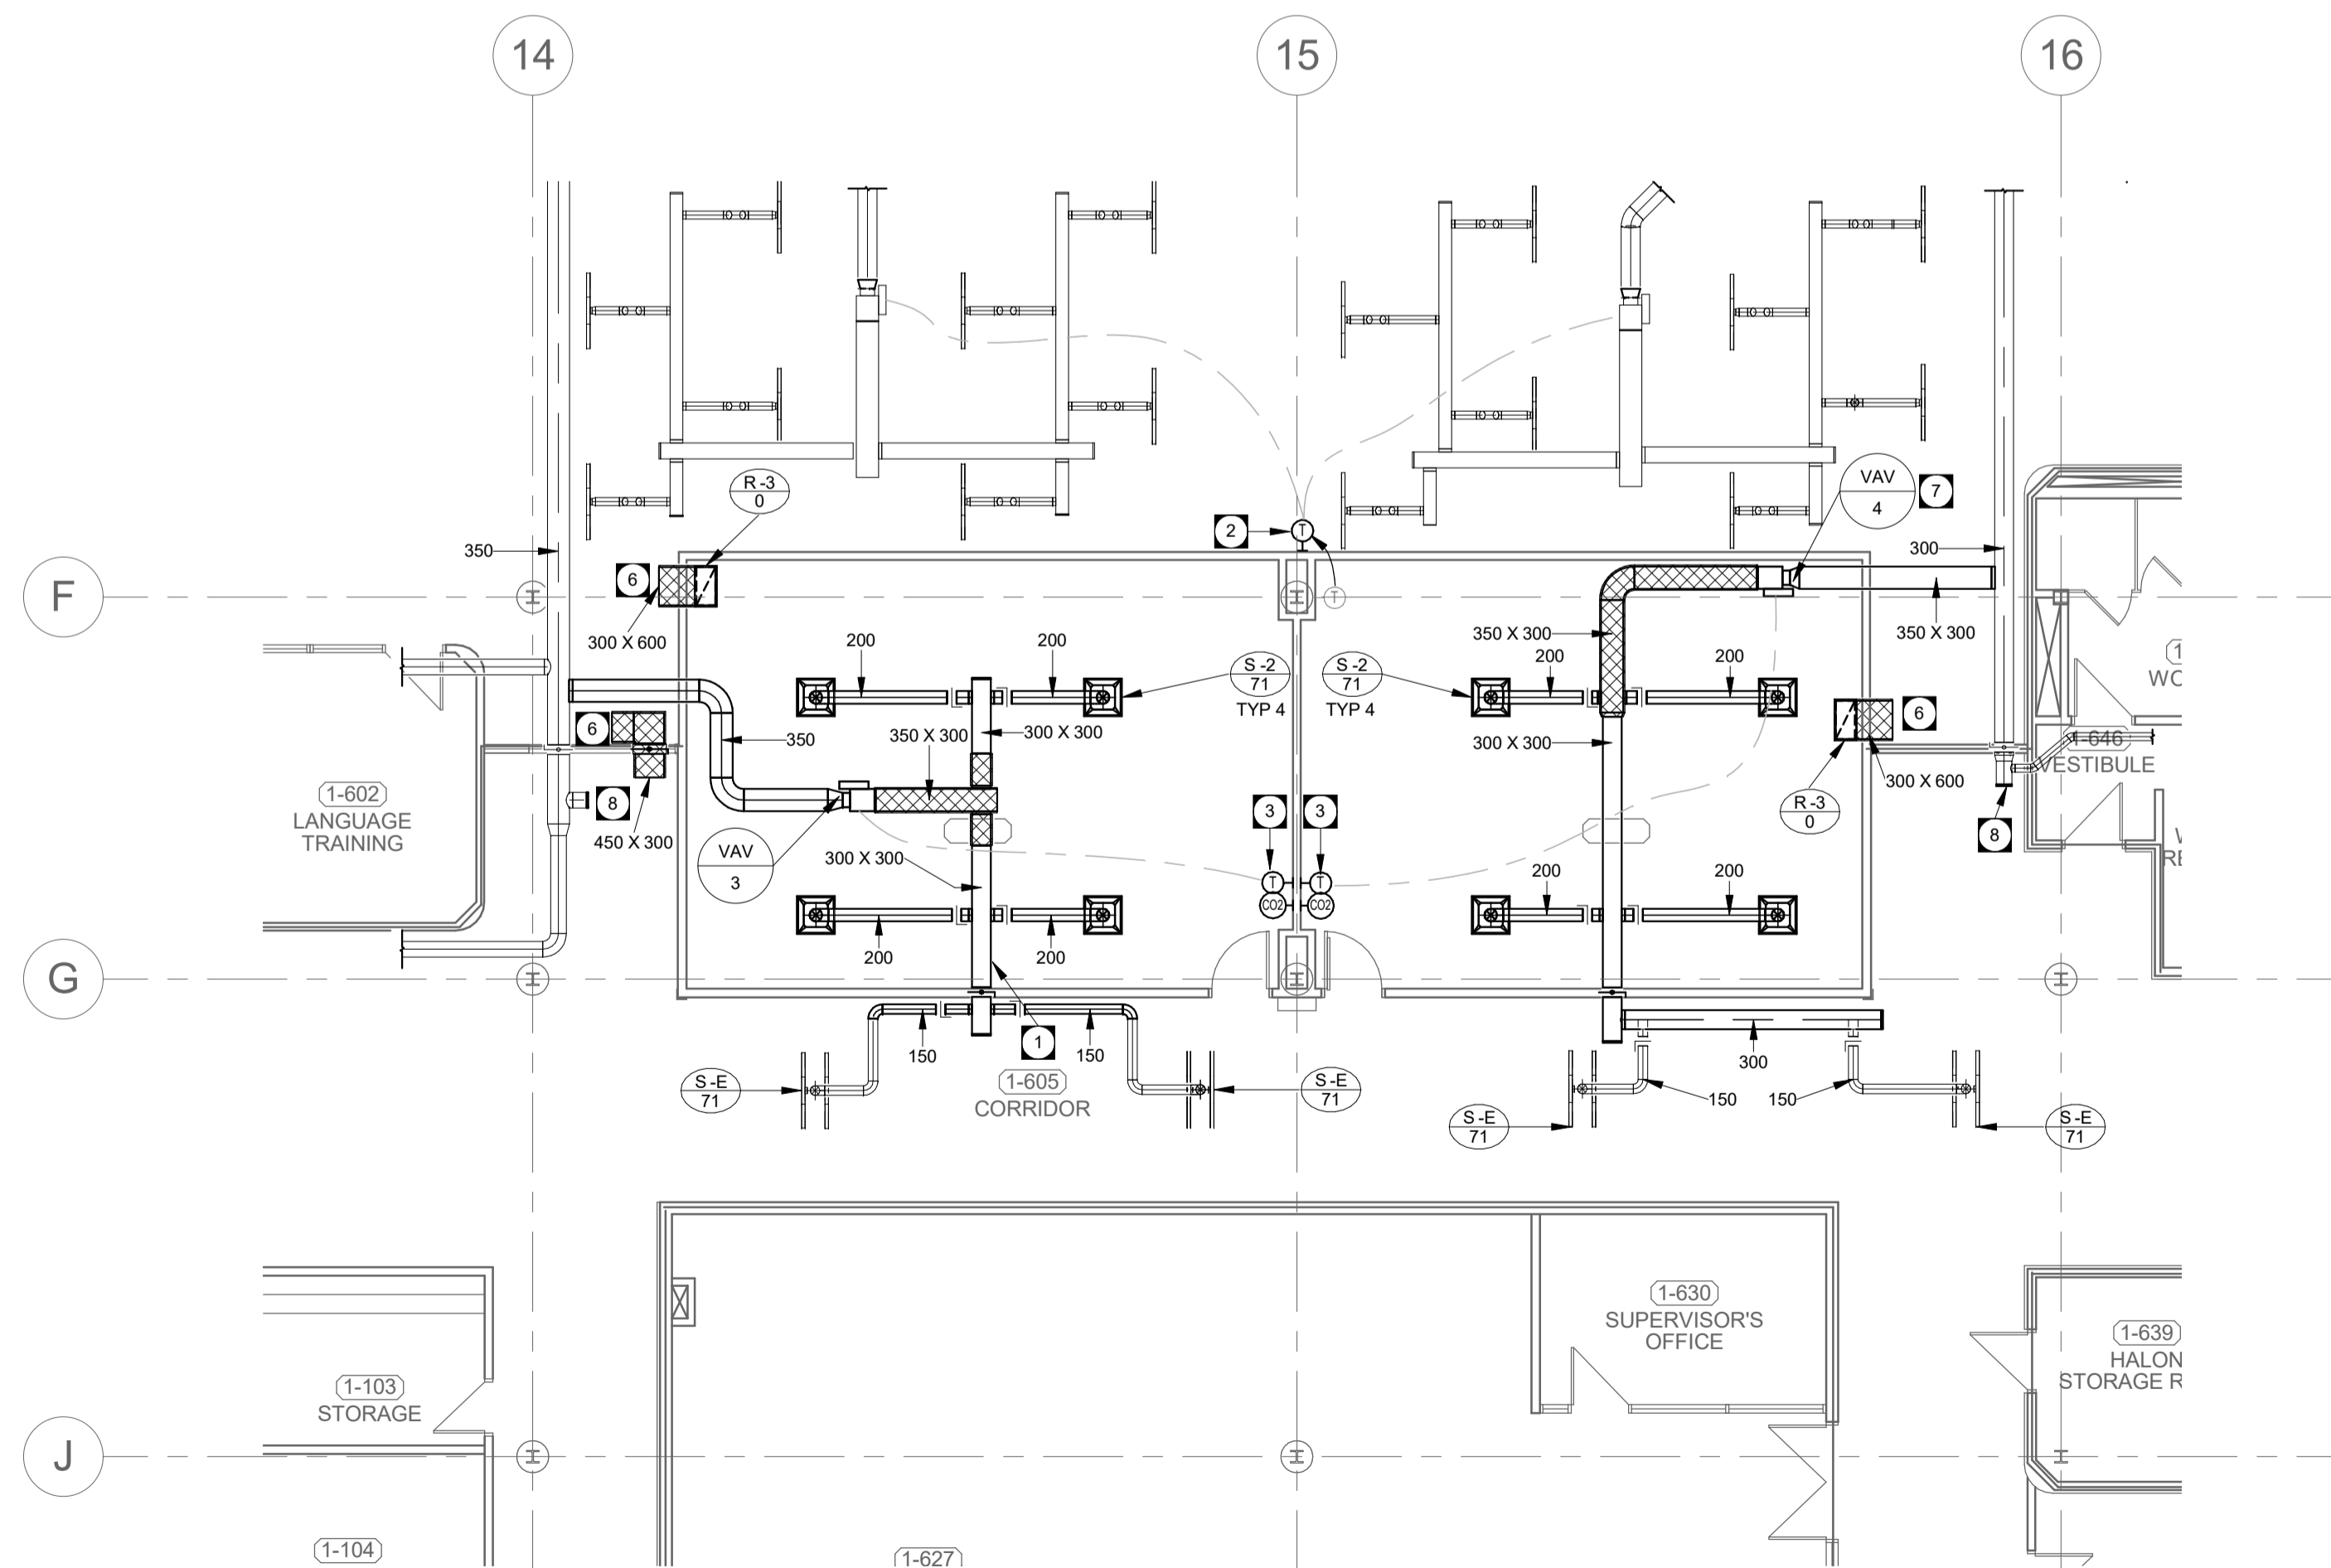 14
15
16
R-3
0
VAV
4
7
2
350
300
F
6
T
T
300 X 600
200
200
350 X 300
200
200
350 X 300
S-2
71
TYP 4
S-2
71
TYP 4
6
350
350 X 300
300 X 300
300 X 300
6
1-646
VESTIBULE
300 X 600
1-602
LANGUAGE
TRAINING
8
450 X 300
R-3
0
8
3
3
VAV
3
300 X 300
T
T
CO2
CO2
200
200
200
200
G
150
1
150
300
S-E
71
1-605
CORRIDOR
S-E
71
150
150
S-E
71
S-E
71
1-630
SUPERVISOR'S
OFFICE
1-639
HALON
STORAGE R
1-103
STORAGE
J
1-104
1-627